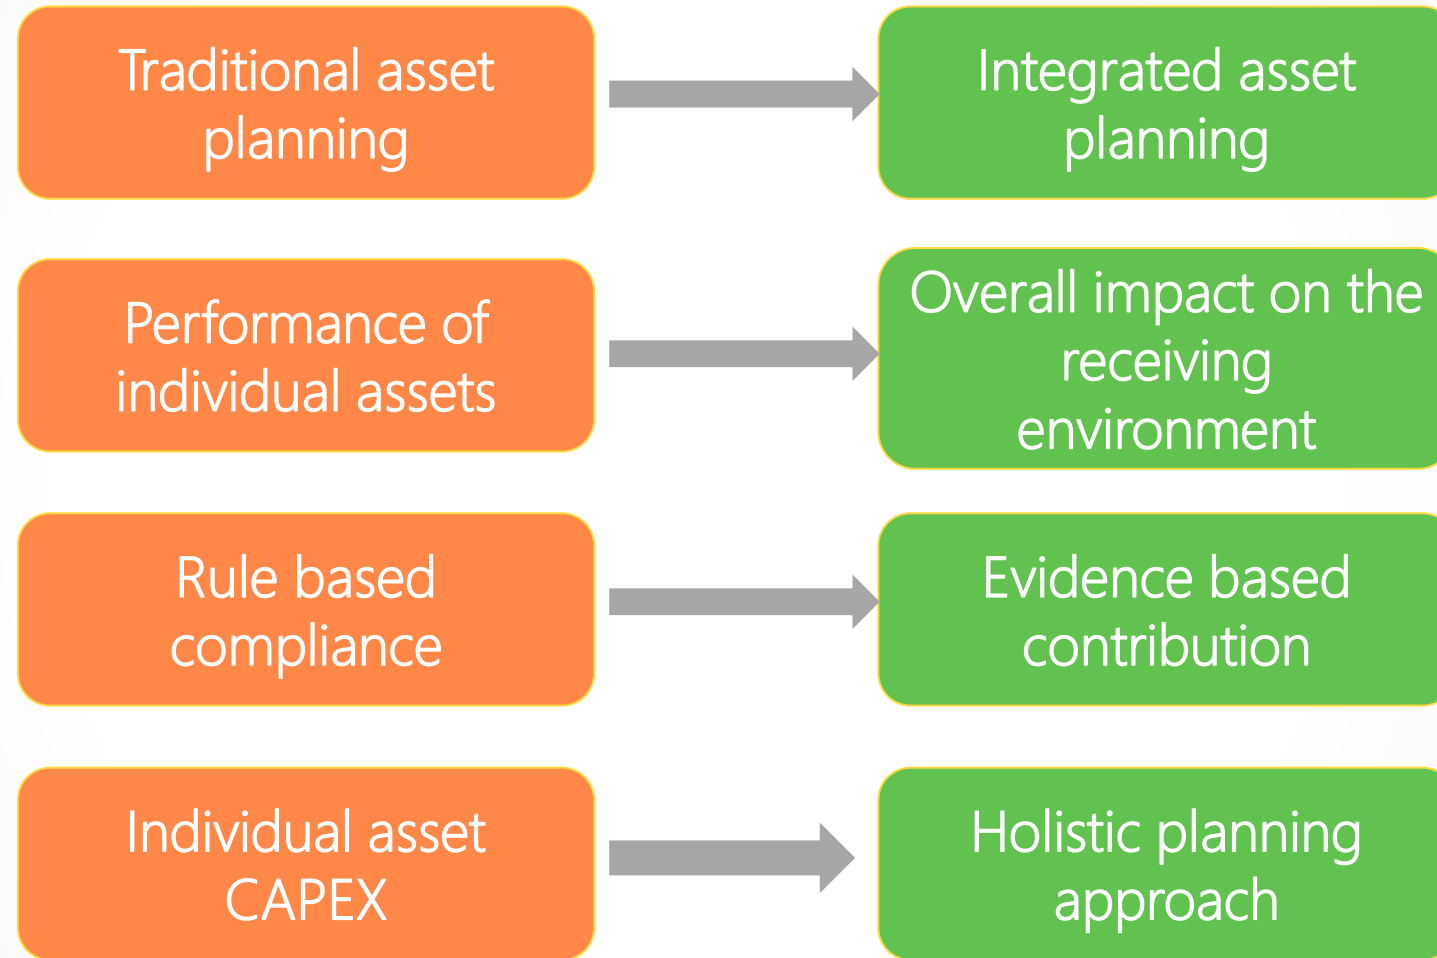 Traditional asset
planning
Integrated asset
planning
Performance of
individual assets
Overall impact on the
receiving
environment
Rule based
compliance
Evidence based
contribution
Individual asset
CAPEX
Holistic planning
approach